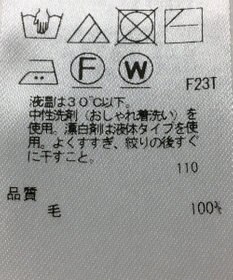 F W F23T
液温は30℃以下。
中性洗剤（おしゃれ着洗い）を
使用。漂白剤は液体タイプを使
用。よくすすぎ、絞りの後すぐ
に干すこと。
110
品質
毛 100%